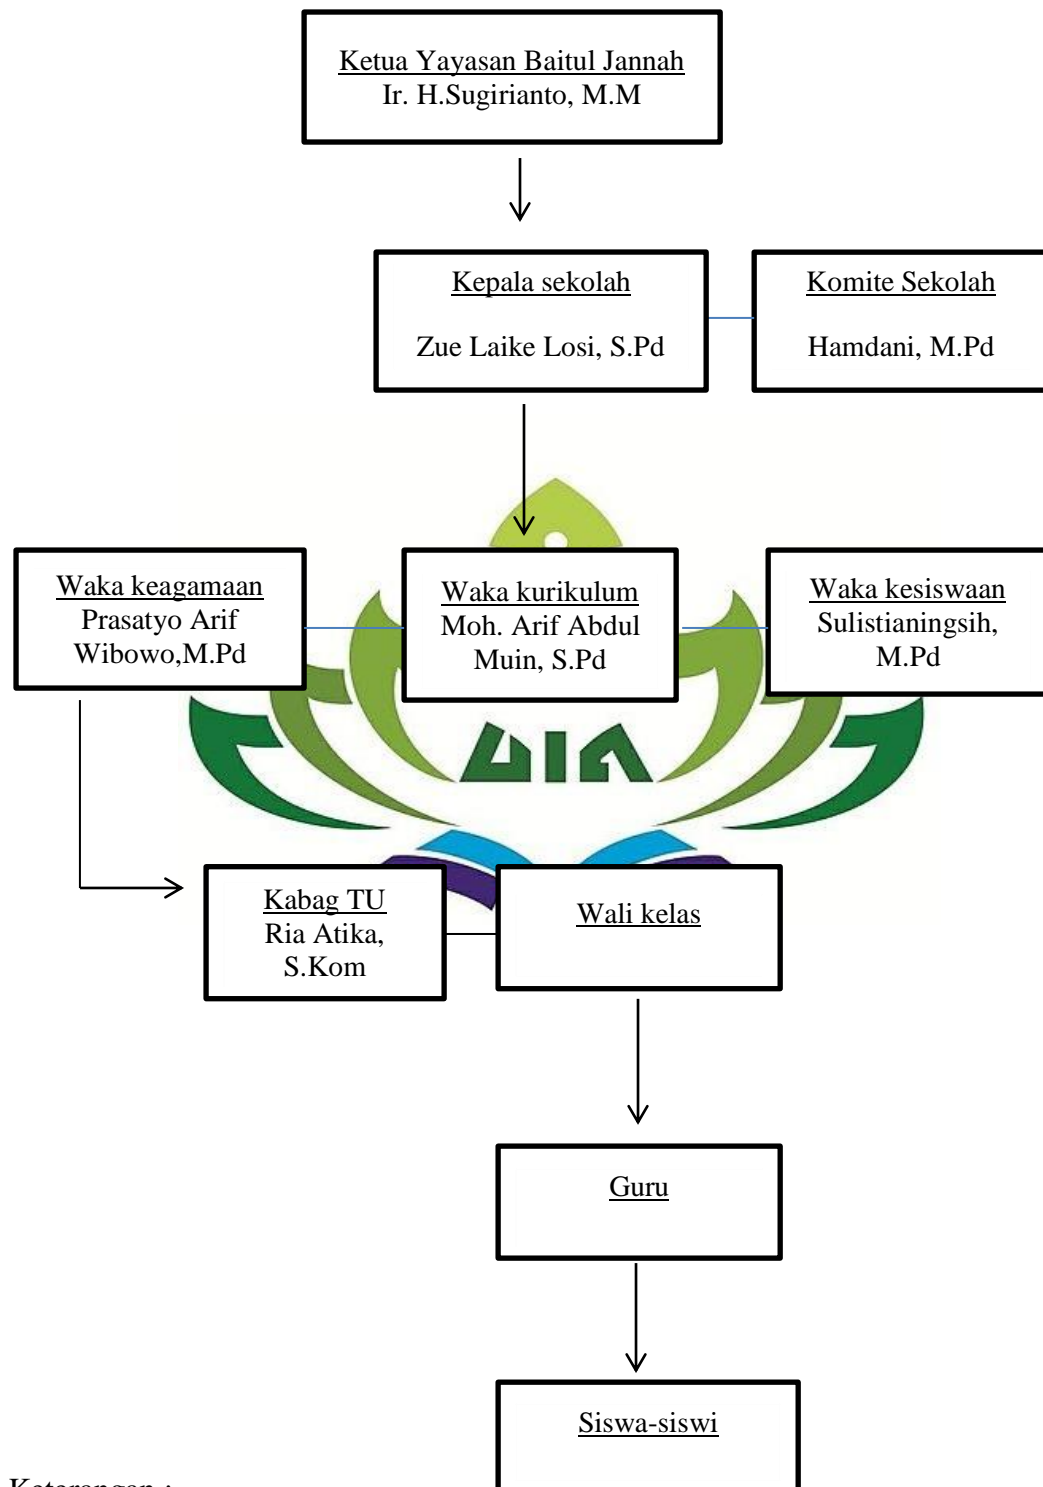 Ketua Yayasan Baitul Jannah
Ir. H.Sugirianto, M.M
Kepala sekolah
Zue Laike Losi, S.Pd
Komite Sekolah
Hamdani, M.Pd
Waka keagamaan
Prasatyo Arif
Wibowo,M.Pd
Waka kurikulum
Moh. Arif Abdul
Muin, S.Pd
Waka kesiswaan
Sulistianingsih,
M.Pd
UIN
Kabag TU
Ria Atika,
S.Kom
Wali kelas
Guru
Siswa-siswi
Keterangan :